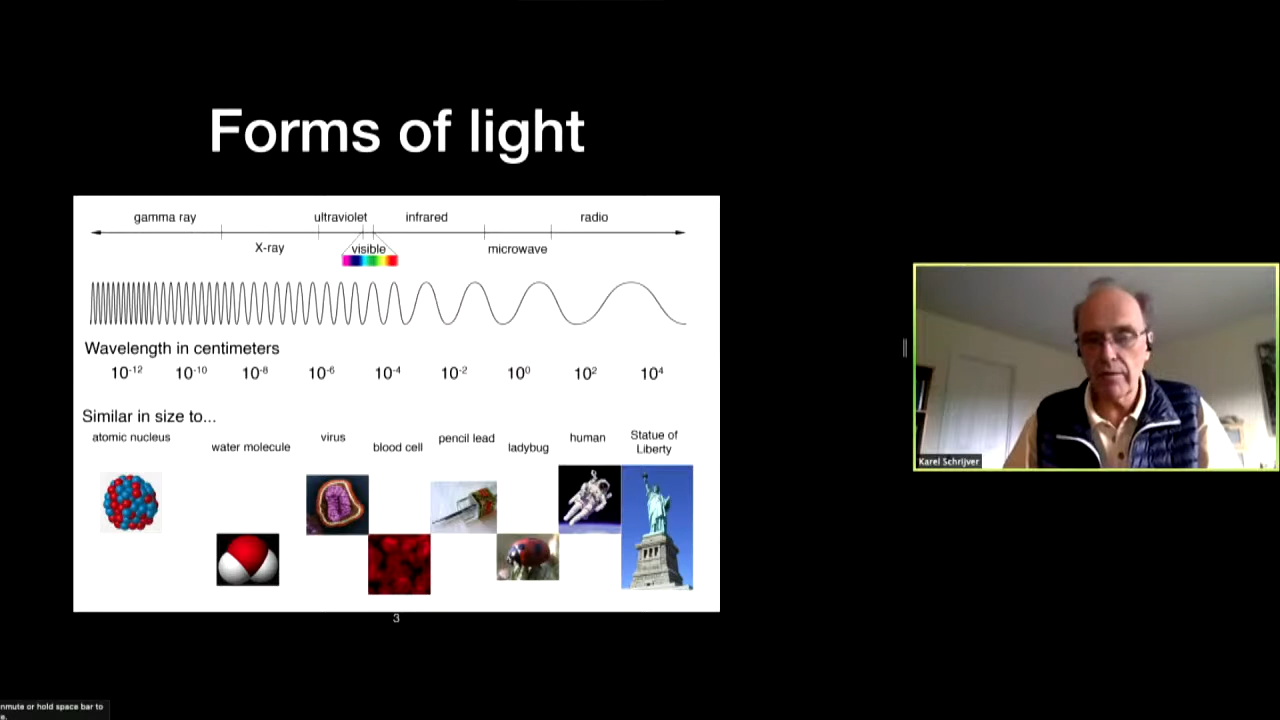 Forms of light
gamma ray ultraviolet infrared radio
X-ray visible microwave
Wavelength in centimeters
10⁻¹² 10⁻¹⁰ 10⁻⁸ 10⁻⁶ 10⁻⁴ 10⁻² 10⁰ 10² 10⁴
Similar in size to...
atomic nucleus
water molecule
virus
blood cell
pencil lead
ladybug
human
Statue of
Liberty
3
Karel Schrijver
nmute or hold space bar to
e.